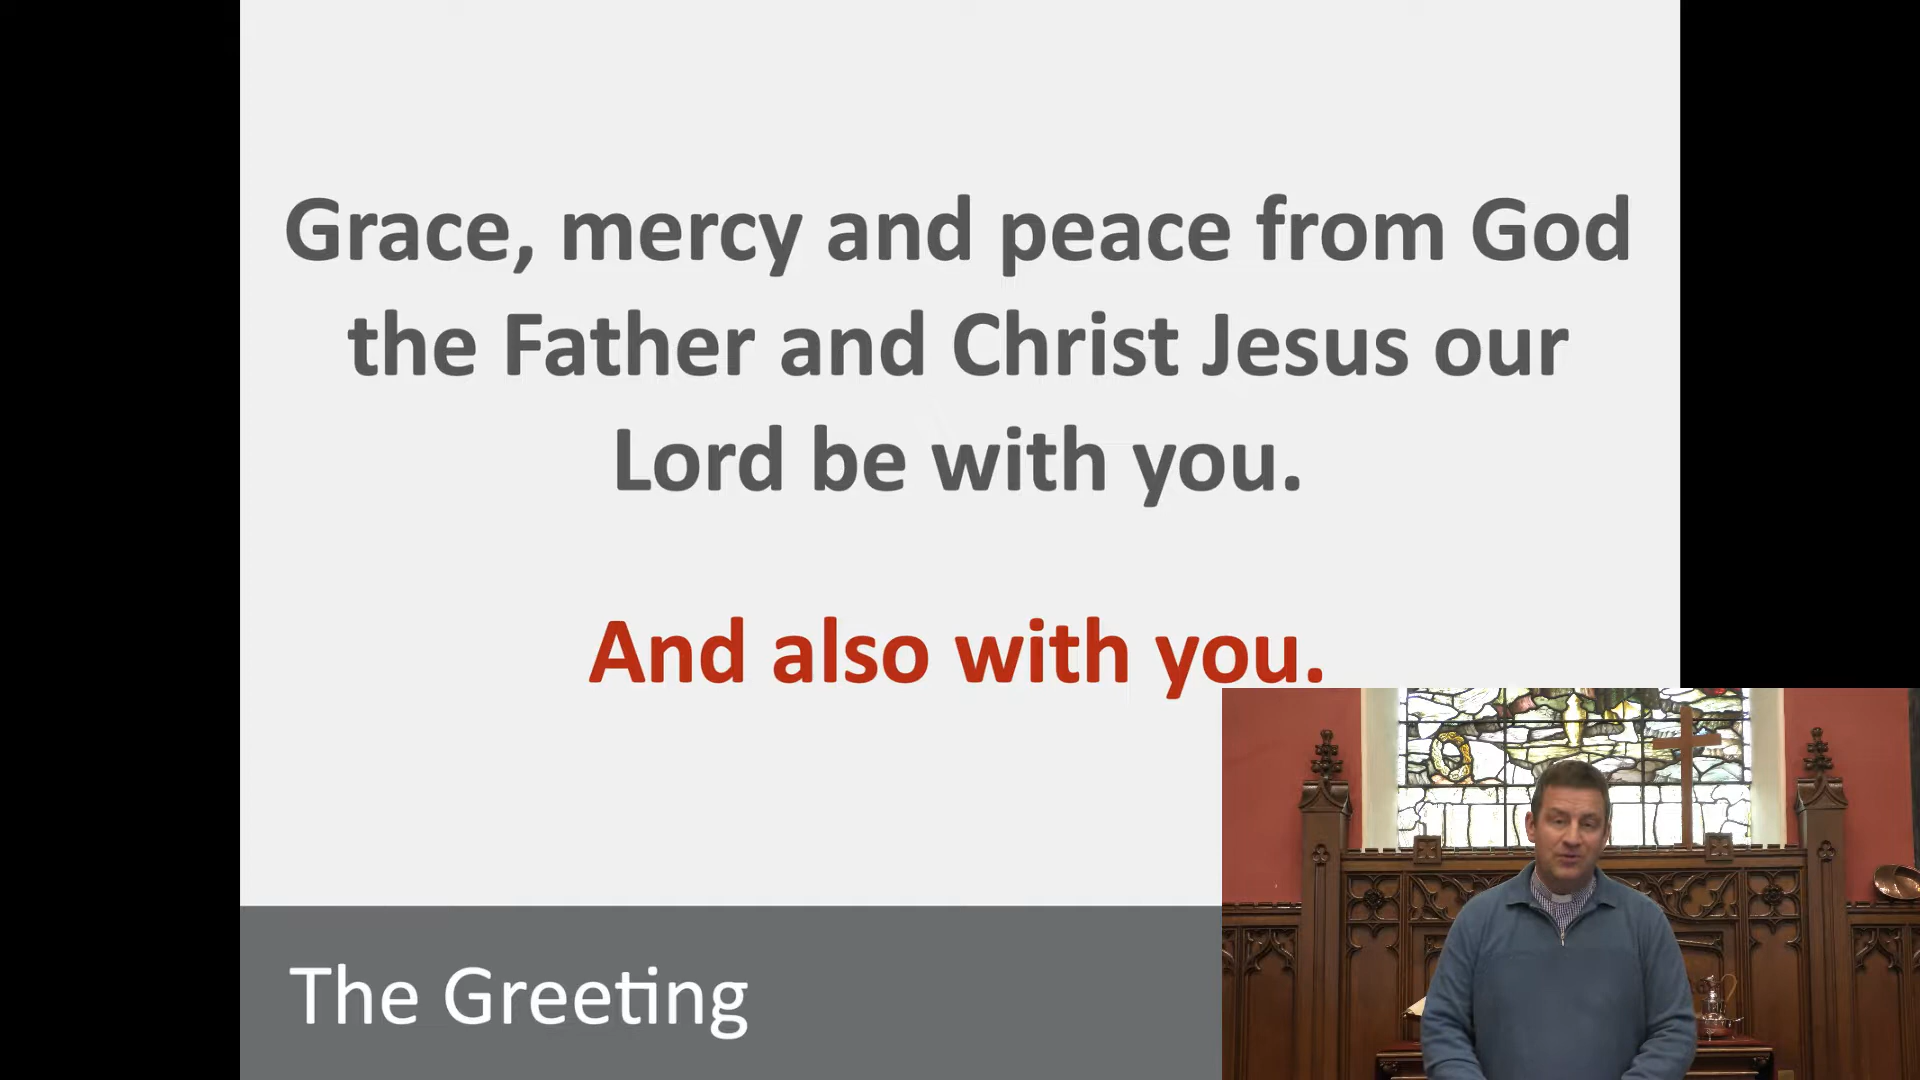 Grace, mercy and peace from God
the Father and Christ Jesus our
Lord be with you.
And also with you.
The Greeting